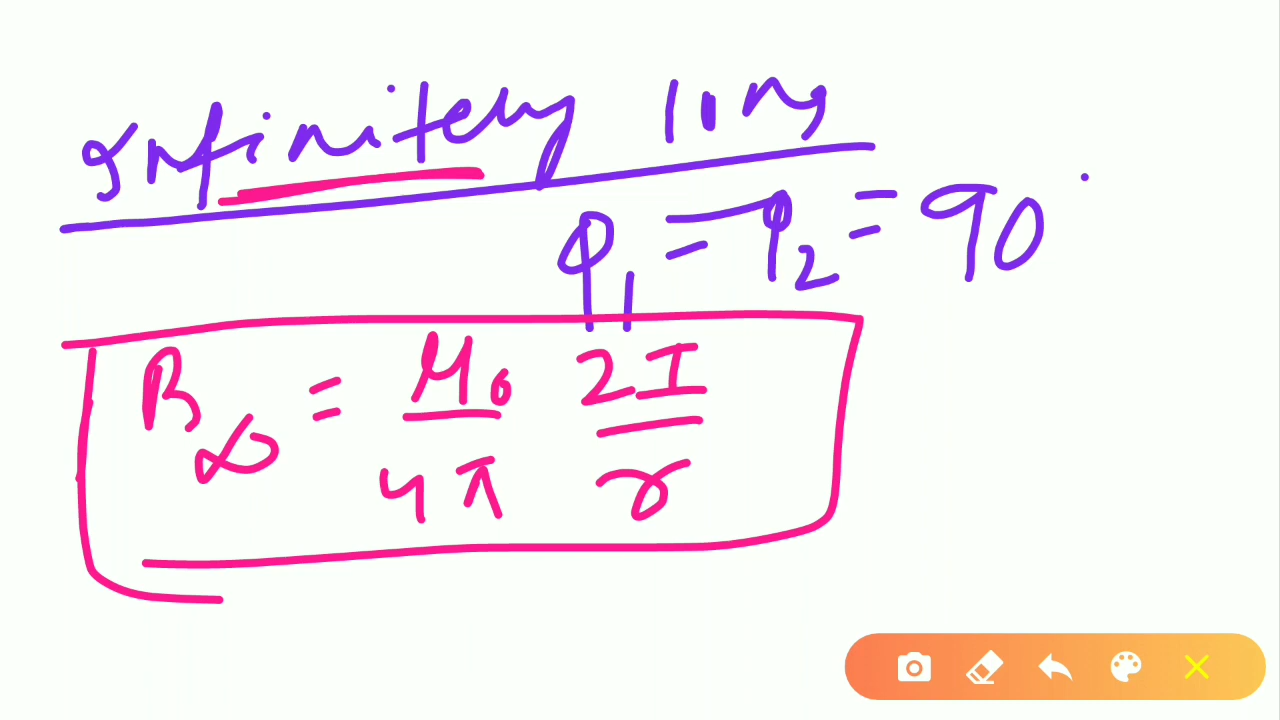 Infinitely long
φ₁ = φ₂ = 90°
B∞ = μ₀/4π 2I/r